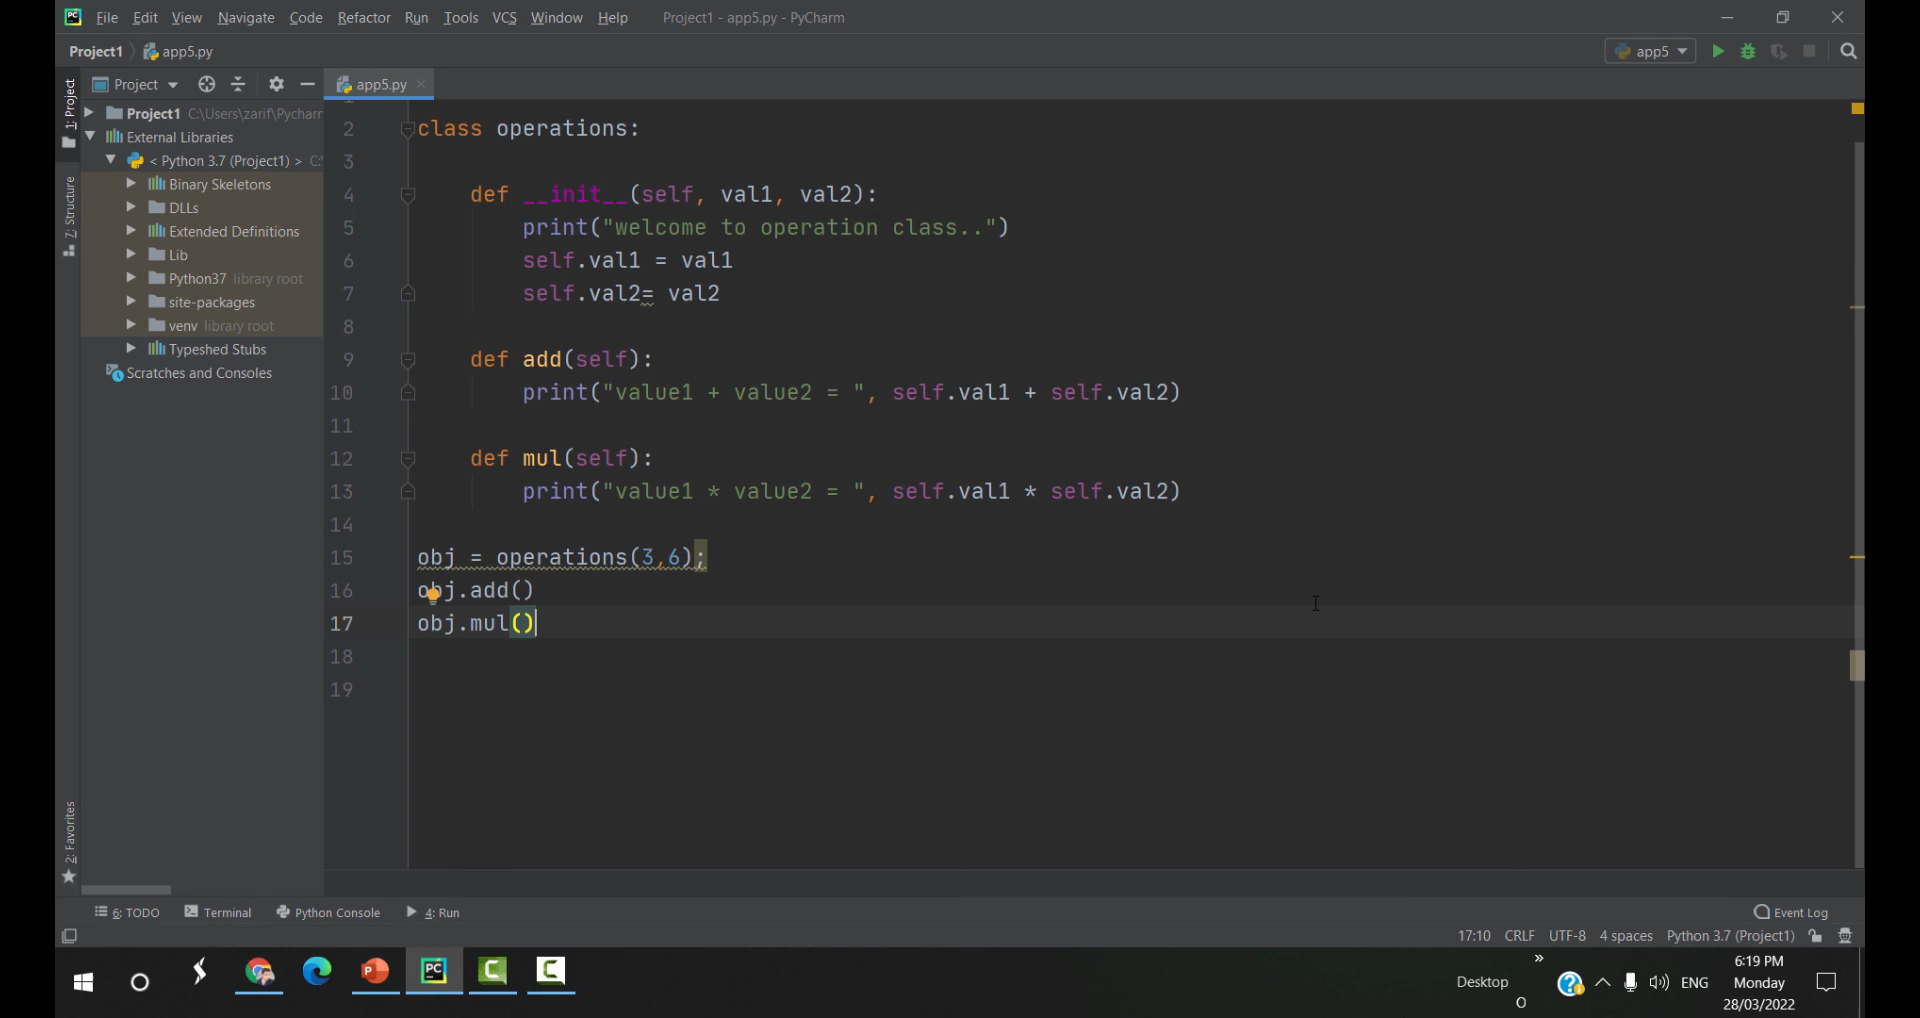 File Edit View Navigate Code Refactor Run Tools VCS Window Help Project1 - app5.py - PyCharm
Project1 app5.py app5
1: Project
Project app5.py
Project1 C:\Users\zarif\Pycharm
External Libraries
< Python 3.7 (Project1) > C:\
Binary Skeletons
DLLs
Extended Definitions
Lib
Python37 library root
site-packages
venv library root
Typeshed Stubs
Scratches and Consoles
7: Structure
2: Favorites
2 class operations:
3
4 def __init__(self, val1, val2):
5 print("welcome to operation class..")
6 self.val1 = val1
7 self.val2= val2
8
9 def add(self):
10 print("value1 + value2 = ", self.val1 + self.val2)
11
12 def mul(self):
13 print("value1 * value2 = ", self.val1 * self.val2)
14
15 obj = operations(3,6);
16 obj.add()
17 obj.mul()
18
19
6: TODO Terminal Python Console 4: Run Event Log
17:10 CRLF UTF-8 4 spaces Python 3.7 (Project1)
Desktop » ENG
6:19 PM
Monday
28/03/2022